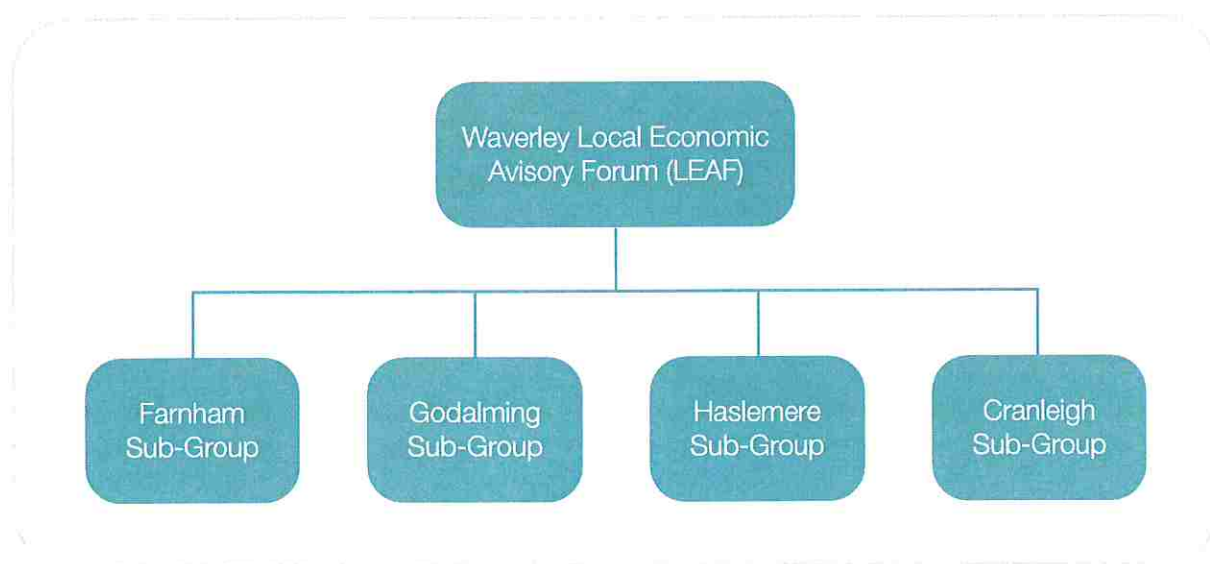 Waverley Local Economic
Avisory Forum (LEAF)
Farnham
Sub-Group
Godalming
Sub-Group
Haslemere
Sub-Group
Cranleigh
Sub-Group